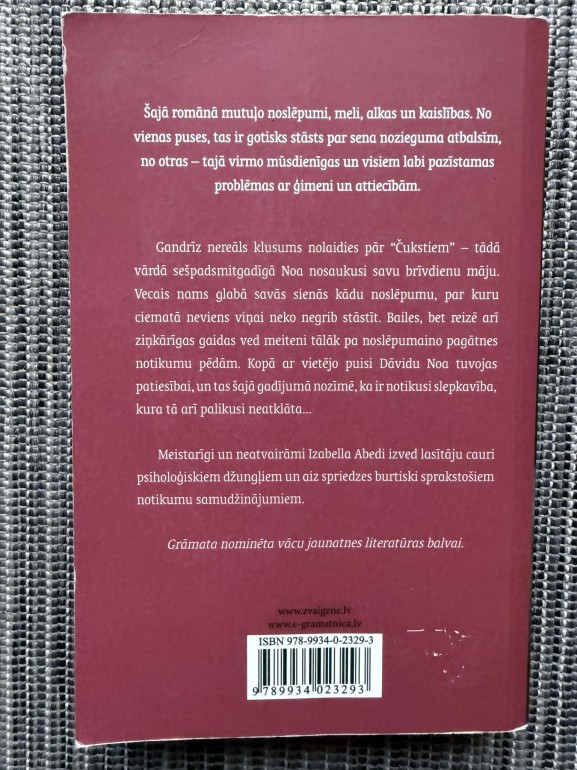 Šajā romānā mutuļo noslēpumi, meli, alkas un kaislības. No
vienas puses, tas ir gotisks stāsts par sena nozieguma atbalsīm,
no otras – tajā virmo mūsdienīgas un visiem labi pazīstamas
problēmas ar ģimeni un attiecībām.
Gandrīz nereāls klusums nolaidies pār “Čukstiem” – tādā
vārdā sešpadsmitgadīgā Noa nosaukusi savu brīvdienu māju.
Vecais nams glabā savās sienās kādu noslēpumu, par kuru
ciematā neviens viņai neko negrib stāstīt. Bailes, bet reizē arī
ziņkārīgas gaidas ved meiteni tālāk pa noslēpumaino pagātnes
notikumu pēdām. Kopā ar vietējo puisi Dāvidu Noa tuvojas
patiesībai, un tas šajā gadījumā nozīmē, ka ir notikusi slepkavība,
kura tā arī palikusi neatklāta...
Meistarīgi un neatvairāmi Izabella Abedi izved lasītāju cauri
psiholoģiskiem džungļiem un aiz spriedzes burtiski sprakstošiem
notikumu samudžinājumiem.
Grāmata nominēta vācu jaunatnes literatūras balvai.
www.zvaigzne.lv
www.e-gramatnica.lv
ISBN 978-9934-0-2329-3
9 789934 023293